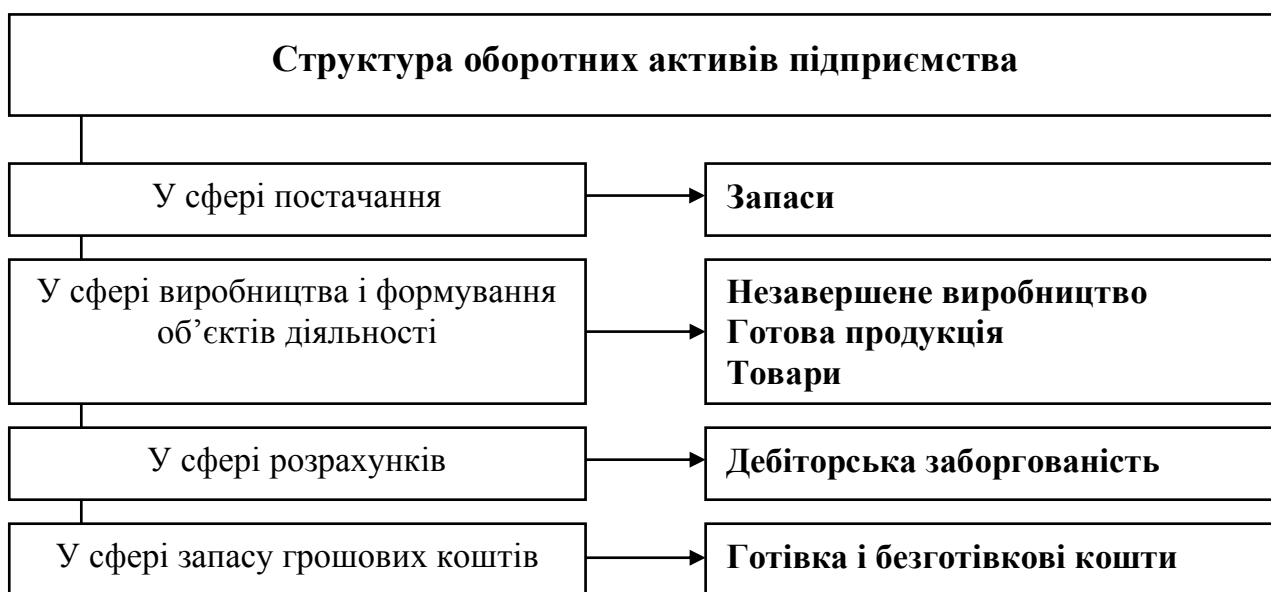 Структура оборотних активів підприємства
У сфері постачання
Запаси
У сфері виробництва і формування
об’єктів діяльності
Незавершене виробництво
Готова продукція
Товари
У сфері розрахунків
Дебіторська заборгованість
У сфері запасу грошових коштів
Готівка і безготівкові кошти